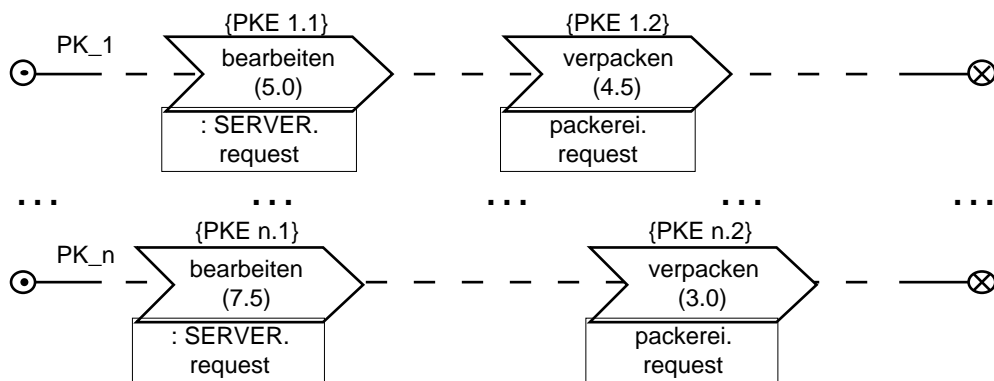 {PKE 1.1} {PKE 1.2}
PK_1
bearbeiten verpacken
(5.0) (4.5)
: SERVER. packerei.
request request
... ... ... ... ...
{PKE n.1} {PKE n.2}
PK_n
bearbeiten verpacken
(7.5) (3.0)
: SERVER. packerei.
request request